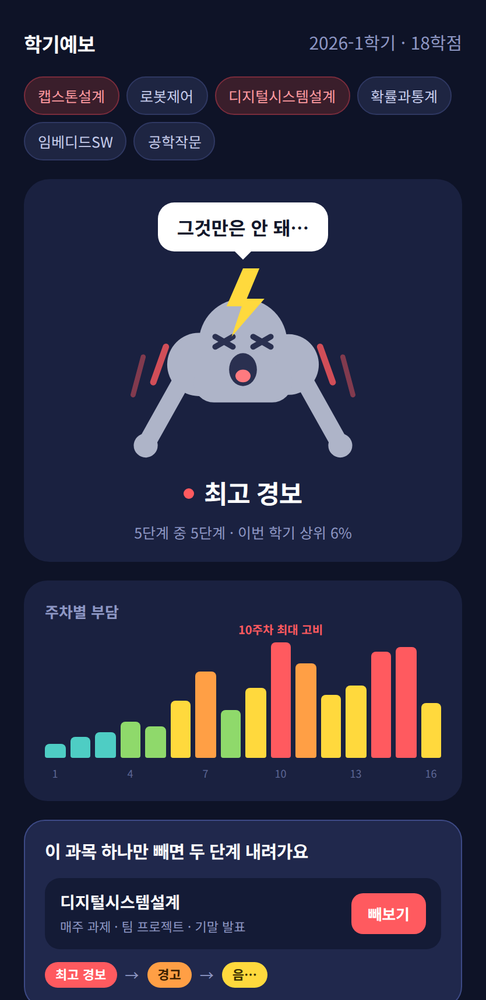 학기예보
2026-1학기 · 18학점
캡스톤설계 로봇제어 디지털시스템설계 확률과통계
임베디드SW 공학작문
그것만은 안 돼…
최고 경보
5단계 중 5단계 · 이번 학기 상위 6%
주차별 부담
10주차 최대 고비
1 4 7 10 13 16
이 과목 하나만 빼면 두 단계 내려가요
디지털시스템설계
매주 과제 · 팀 프로젝트 · 기말 발표
빼보기
최고 경보 → 경고 → 음…